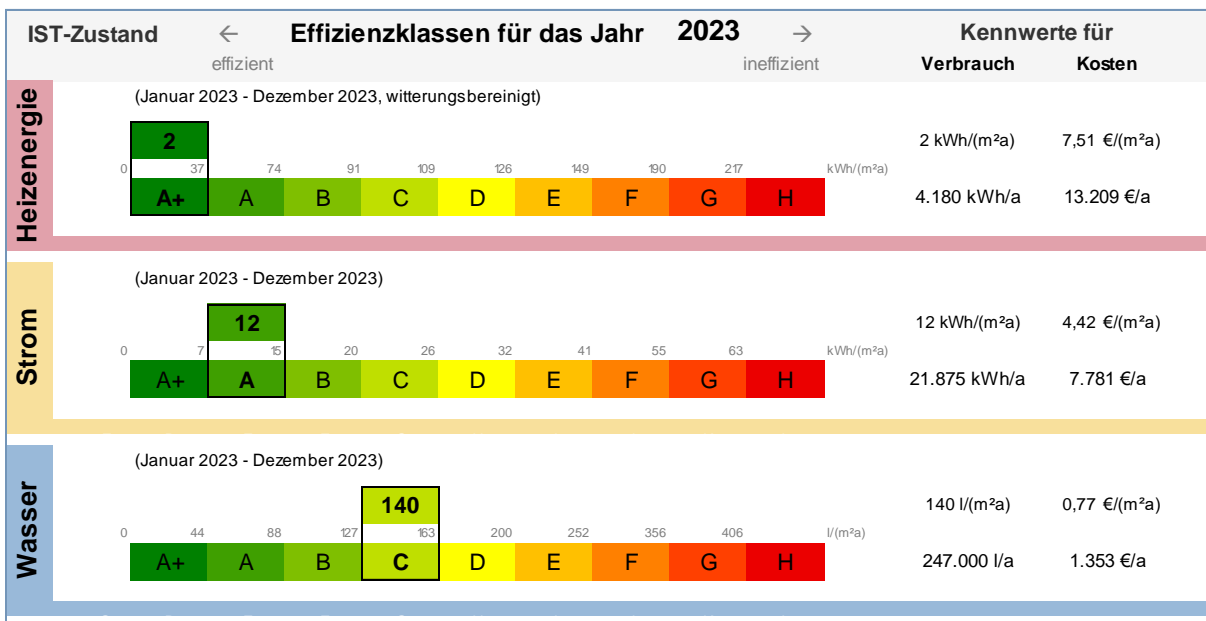 IST-Zustand ← Effizienzklassen für das Jahr 2023 → Kennwerte für
effizient ineffizient Verbrauch Kosten
Heizenergie
(Januar 2023 - Dezember 2023, witterungsbereinigt)
2 2 kWh/(m²a) 7,51 €/(m²a)
0 37 74 91 109 126 149 190 217 kWh/(m²a)
A+ A B C D E F G H 4.180 kWh/a 13.209 €/a
Strom
(Januar 2023 - Dezember 2023)
12 12 kWh/(m²a) 4,42 €/(m²a)
0 7 15 20 26 32 41 55 63 kWh/(m²a)
A+ A B C D E F G H 21.875 kWh/a 7.781 €/a
Wasser
(Januar 2023 - Dezember 2023)
140 140 l/(m²a) 0,77 €/(m²a)
0 44 88 127 163 200 252 356 406 l/(m²a)
A+ A B C D E F G H 247.000 l/a 1.353 €/a